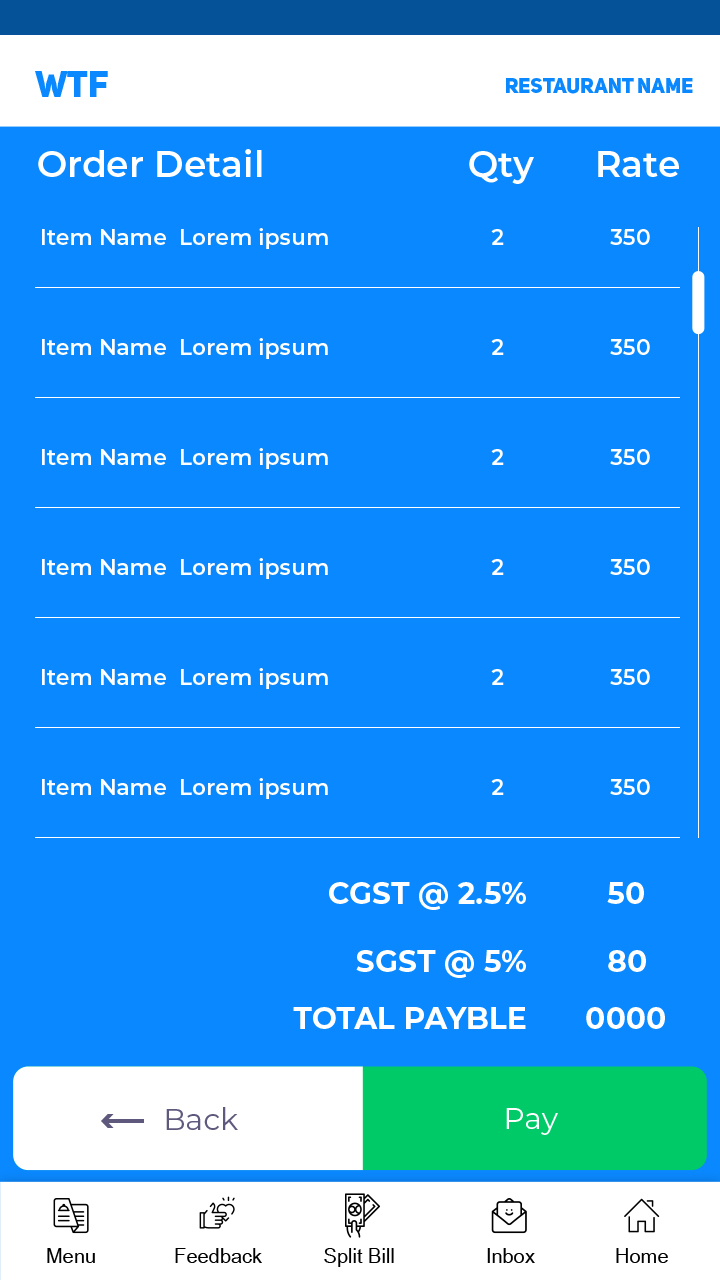 WTF RESTAURANT NAME
Order Detail Qty Rate
Item Name Lorem ipsum 2 350
Item Name Lorem ipsum 2 350
Item Name Lorem ipsum 2 350
Item Name Lorem ipsum 2 350
Item Name Lorem ipsum 2 350
Item Name Lorem ipsum 2 350
CGST @ 2.5% 50
SGST @ 5% 80
TOTAL PAYBLE 0000
Back Pay
Menu Feedback Split Bill Inbox Home